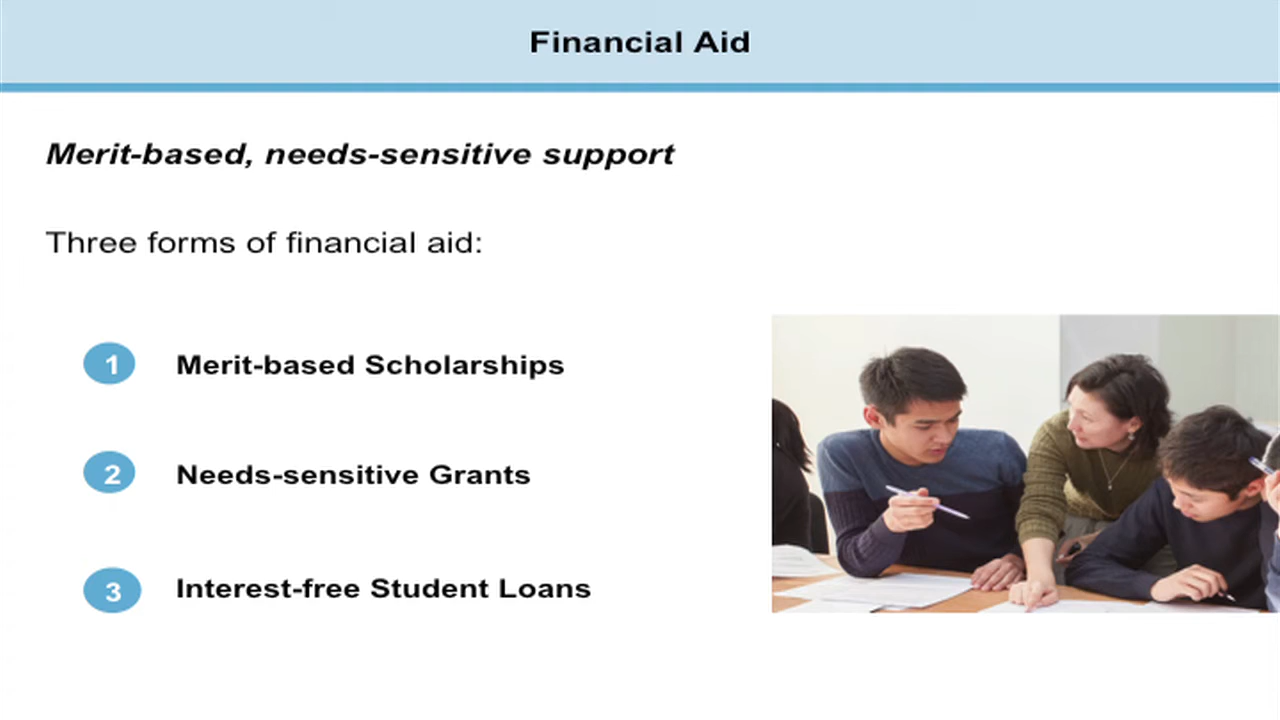 Financial Aid
Merit-based, needs-sensitive support
Three forms of financial aid:
1 Merit-based Scholarships
2 Needs-sensitive Grants
3 Interest-free Student Loans